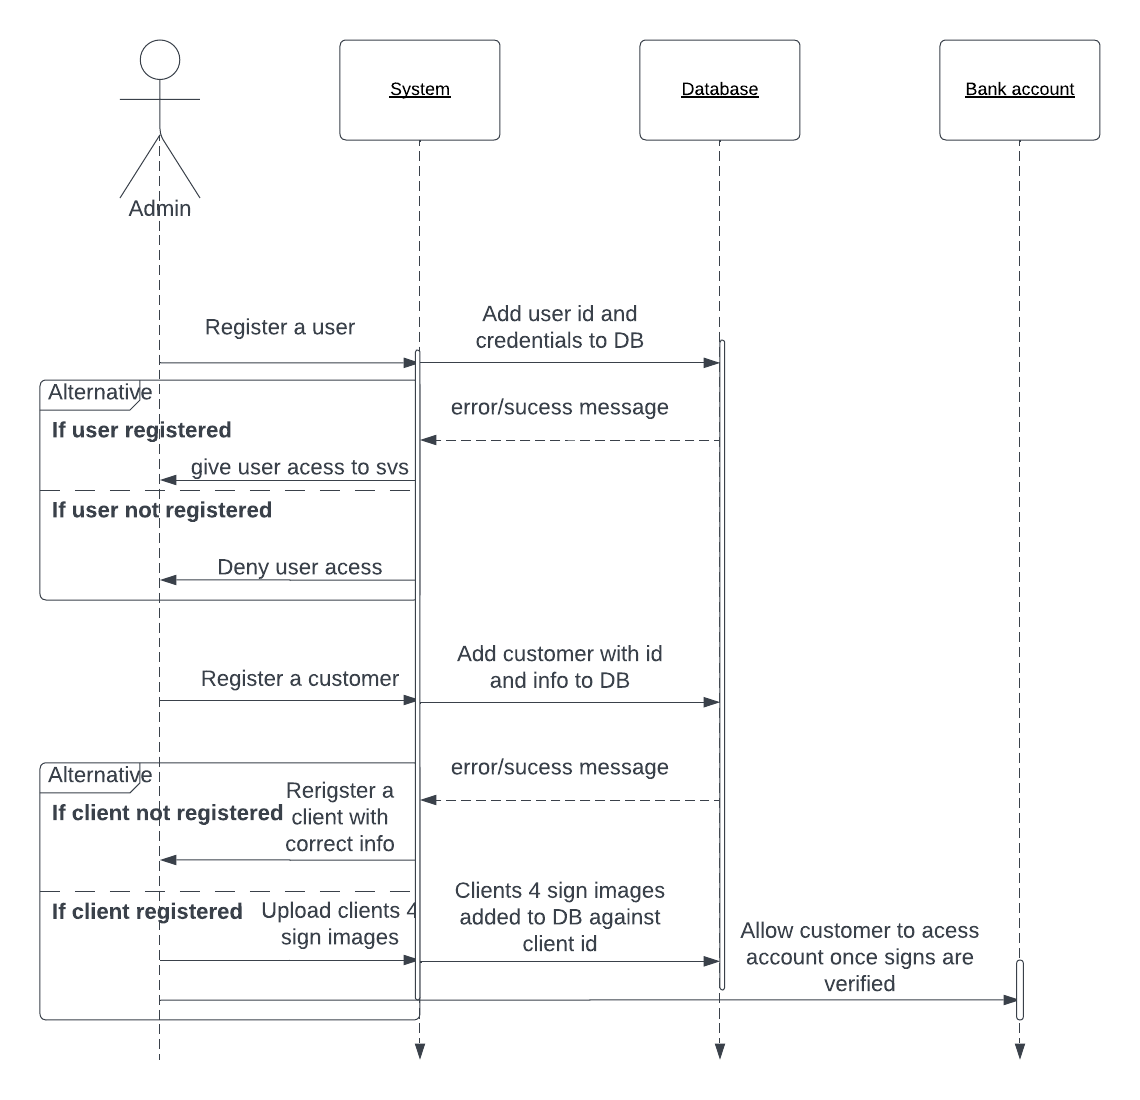 System
Database
Bank account
Admin
Register a user
Add user id and
credentials to DB
Alternative
If user registered
error/sucess message
give user acess to svs
If user not registered
Deny user acess
Register a customer
Add customer with id
and info to DB
Alternative
If client not registered
Rerigster a
client with
correct info
error/sucess message
If client registered
Upload clients 4
sign images
Clients 4 sign images
added to DB against
client id
Allow customer to acess
account once signs are
verified